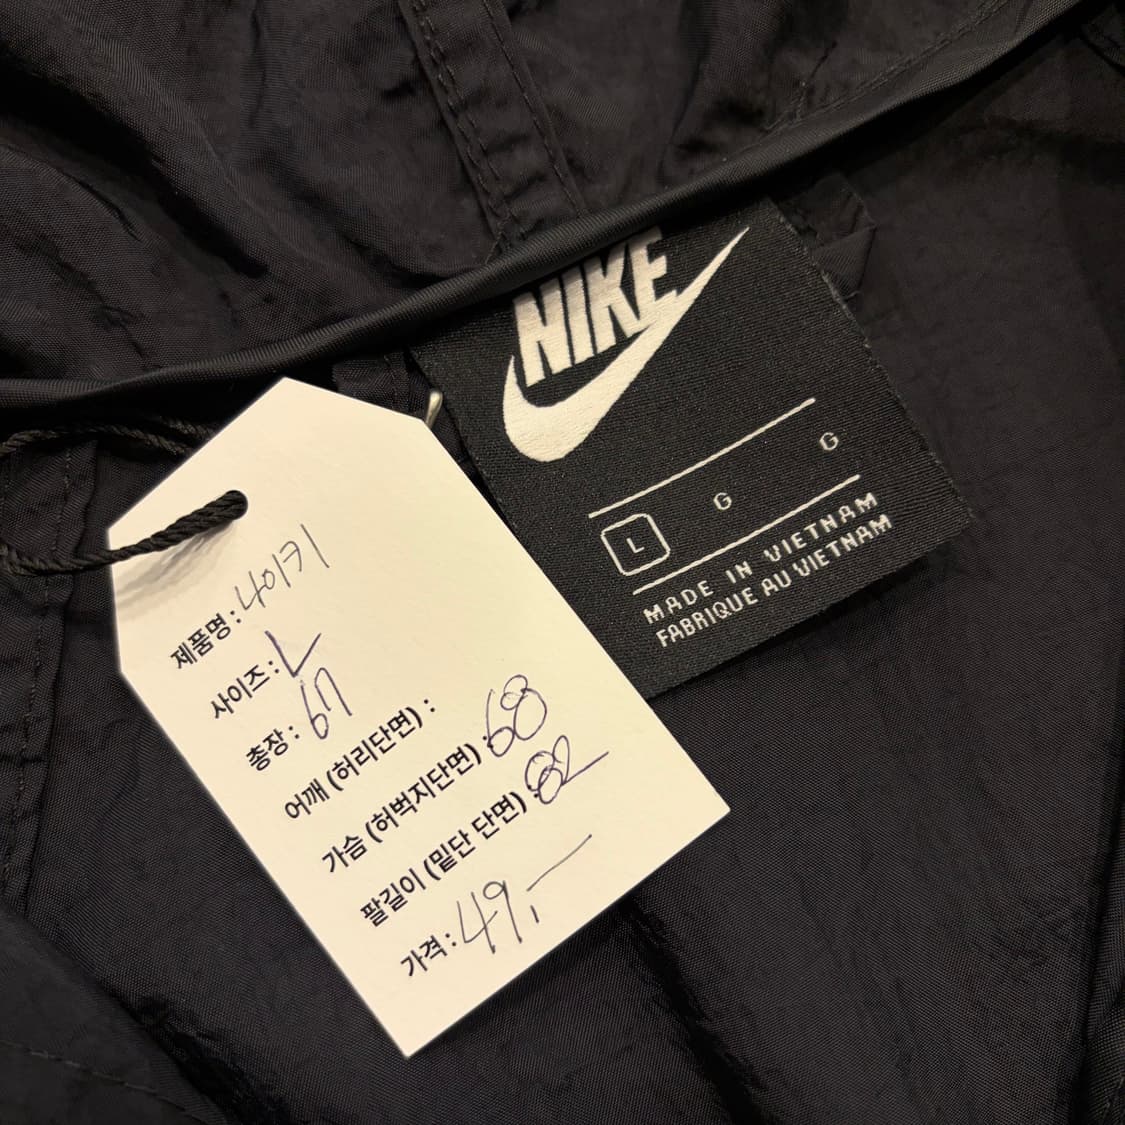 NIKE
L G G
MADE IN VIETNAM
FABRIQUE AU VIETNAM
제품명 : 나이키
사이즈 : L
총장 : 67
어깨 (허리단면) :
가슴 (허벅지단면) : 68
팔길이 (밑단 단면) : 82
가격 : 49,—